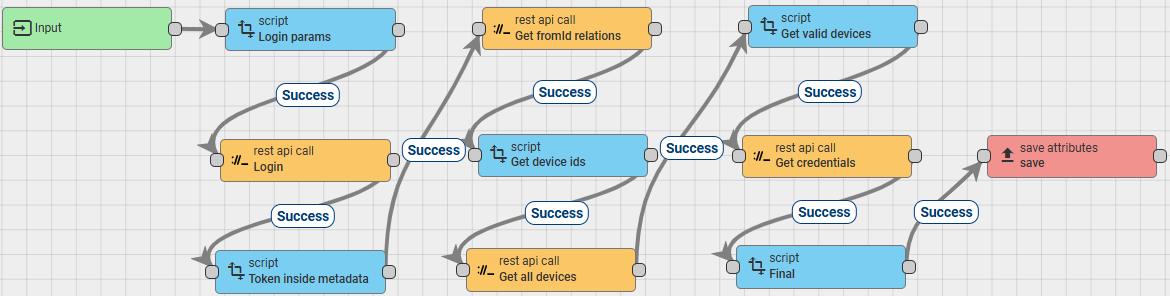 Input
script
Login params
Success
rest api call
Login
Success
script
Token inside metadata
Success
rest api call
Get fromId relations
Success
script
Get device ids
Success
rest api call
Get all devices
Success
script
Get valid devices
Success
rest api call
Get credentials
Success
script
Final
Success
save attributes
save